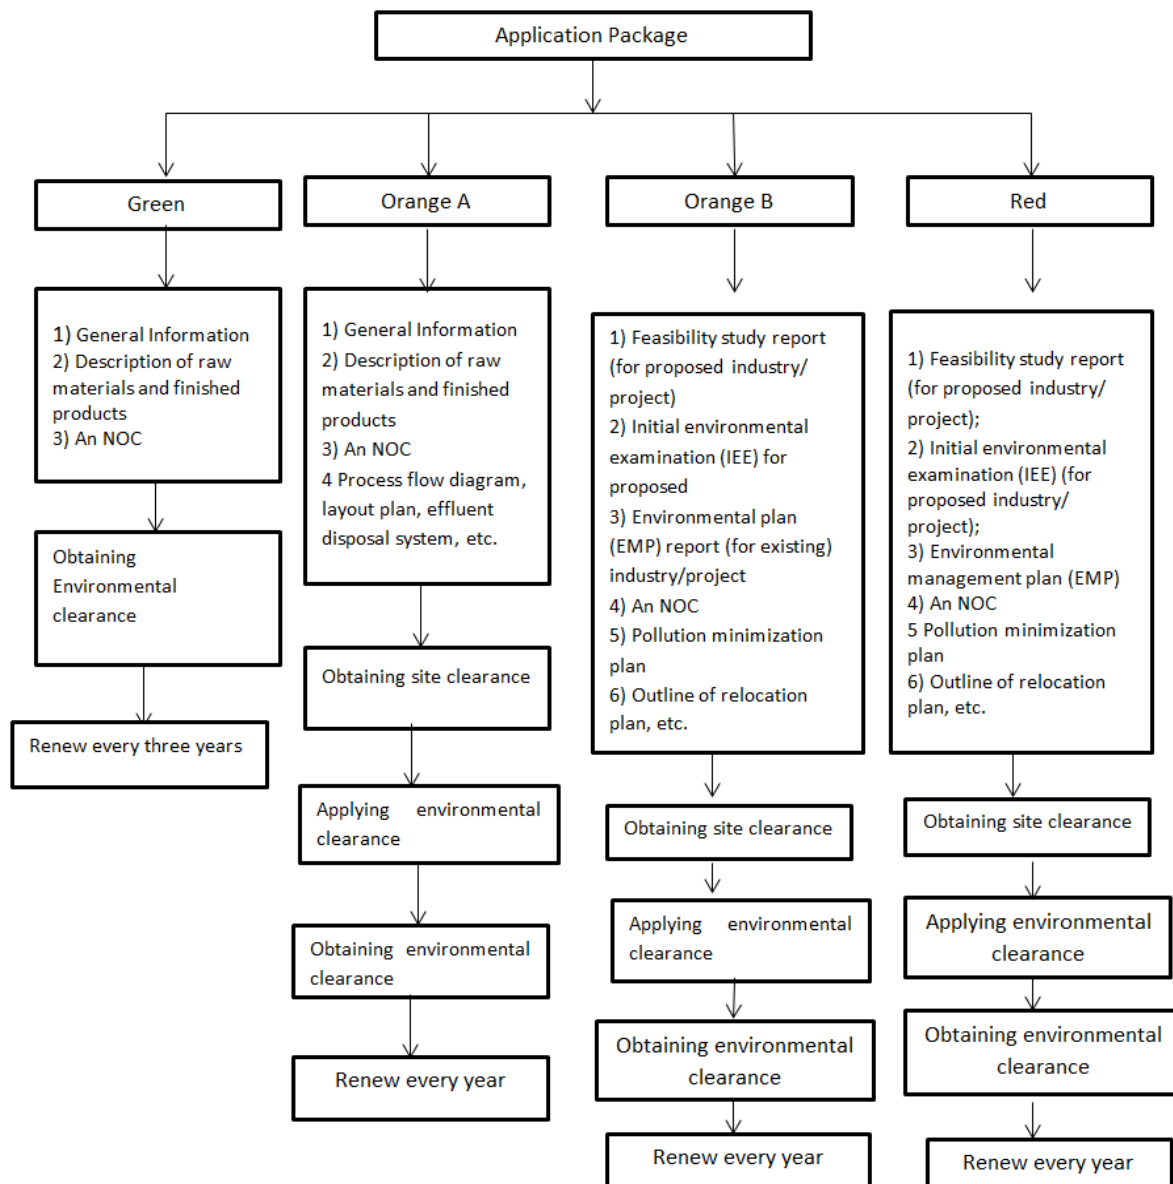 Application Package
Green
Orange A
Orange B
Red
1) General Information
2) Description of raw
materials and finished
products
3) An NOC
Obtaining
Environmental
clearance
Renew every three years
1) General Information
2) Description of raw
materials and finished
products
3) An NOC
4 Process flow diagram,
layout plan, effluent
disposal system, etc.
Obtaining site clearance
Applying environmental
clearance
Obtaining environmental
clearance
Renew every year
1) Feasibility study report
(for proposed industry/
project)
2) Initial environmental
examination (IEE) for
proposed
3) Environmental plan
(EMP) report (for existing)
industry/project
4) An NOC
5) Pollution minimization
plan
6) Outline of relocation
plan, etc.
Obtaining site clearance
Applying environmental
clearance
Obtaining environmental
clearance
Renew every year
1) Feasibility study report
(for proposed industry/
project);
2) Initial environmental
examination (IEE) (for
proposed industry/
project);
3) Environmental
management plan (EMP)
4) An NOC
5 Pollution minimization
plan
6) Outline of relocation
plan, etc.
Obtaining site clearance
Applying environmental
clearance
Obtaining environmental
clearance
Renew every year